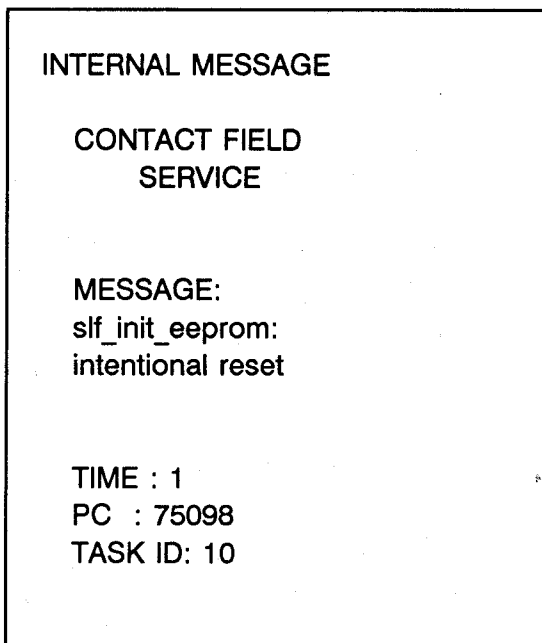 INTERNAL MESSAGE
CONTACT FIELD
SERVICE
MESSAGE:
slf_init_eeprom:
intentional reset
TIME : 1
PC : 75098
TASK ID: 10